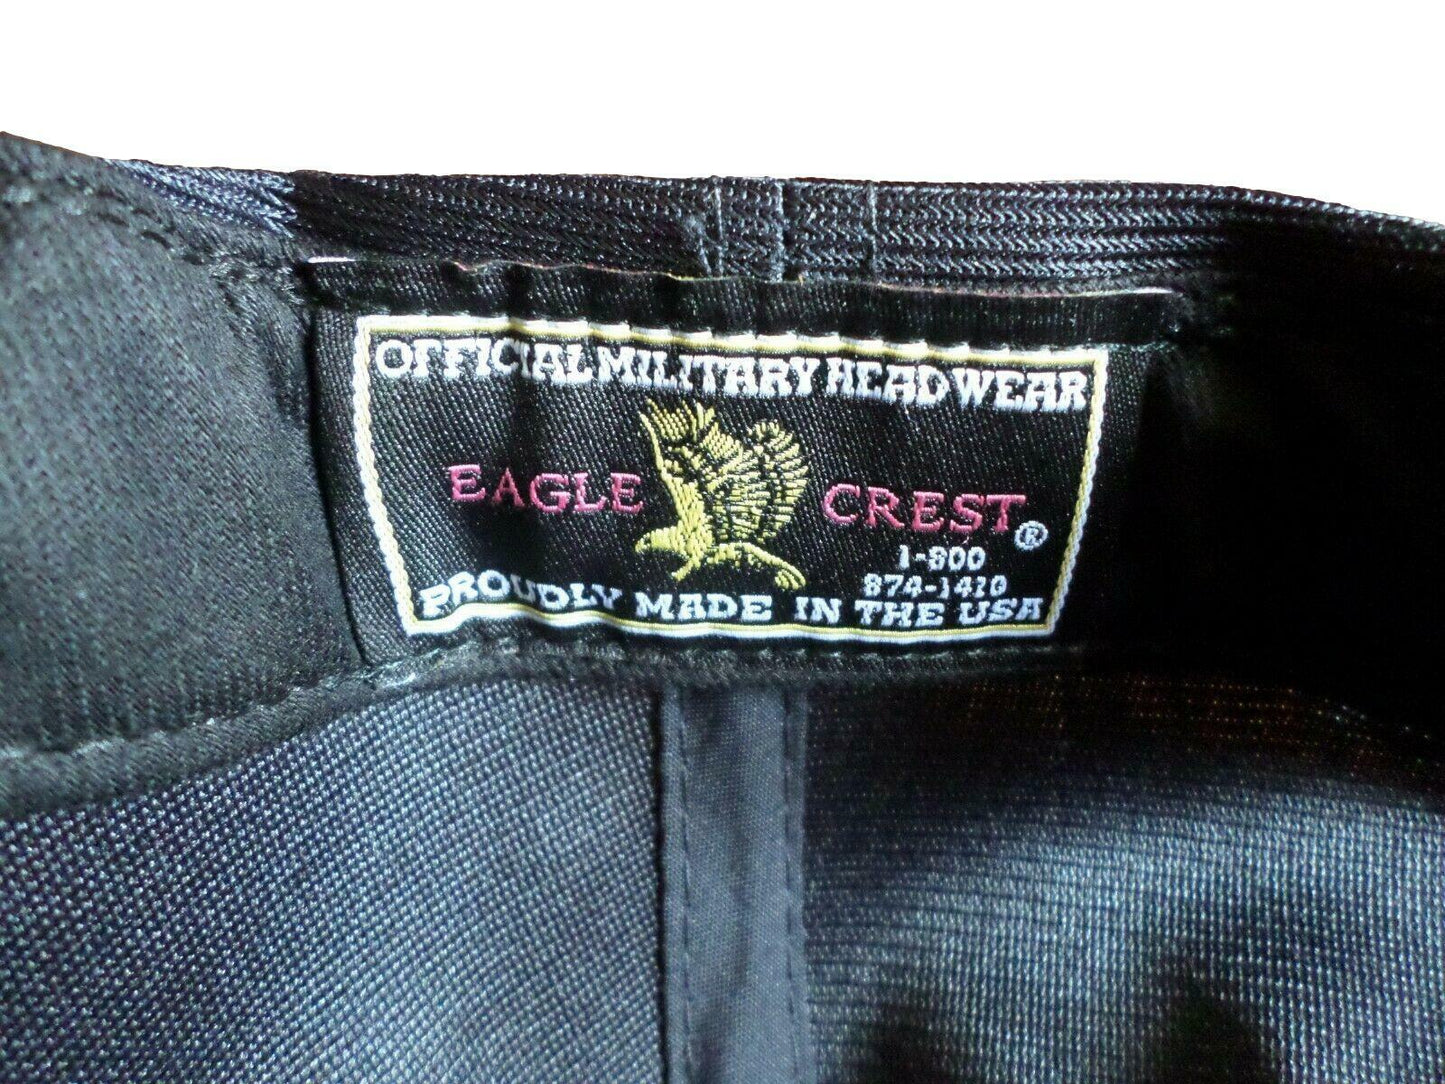 OFFICIAL MILITARY HEADWEAR
EAGLE CREST ®
1-800
874-1410
PROUDLY MADE IN THE USA